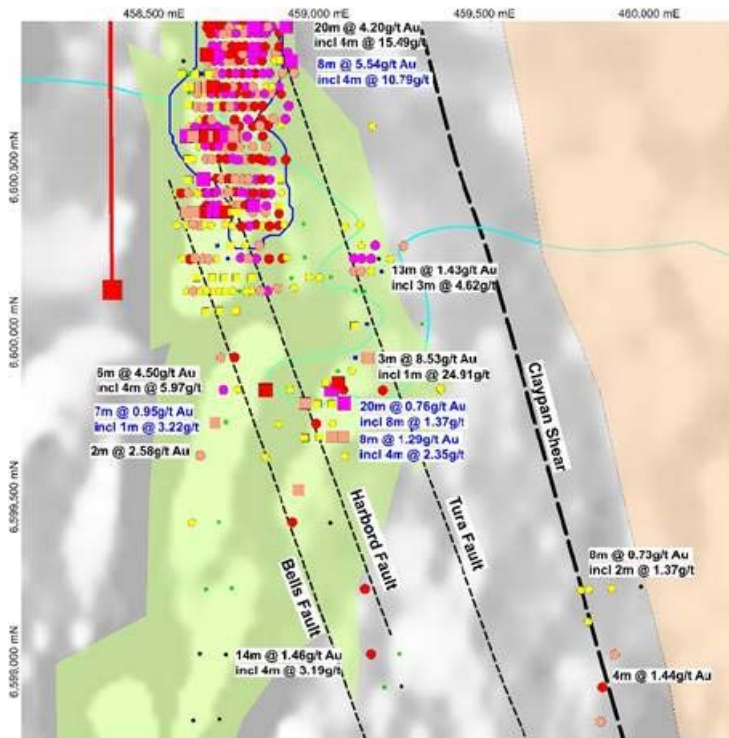 458,500 mE
459,000 mE
459,500 mE
460,000 mE
20m @ 4.20g/t Au
incl 4m @ 15.49g/t
8m @ 5.54g/t Au
incl 4m @ 10.79g/t
6,600,500 mN
13m @ 1.43g/t Au
incl 3m @ 4.62g/t
6,600,000 mN
6m @ 4.50g/t Au
incl 4m @ 5.97g/t
3m @ 8.53g/t Au
incl 1m @ 24.91g/t
7m @ 0.95g/t Au
incl 1m @ 3.22g/t
20m @ 0.76g/t Au
incl 8m @ 1.37g/t
2m @ 2.58g/t Au
8m @ 1.29g/t Au
incl 4m @ 2.35g/t
Claypan Shear
6,599,500 mN
Bells Fault
Harbord Fault
Tura Fault
8m @ 0.73g/t Au
incl 2m @ 1.37g/t
14m @ 1.46g/t Au
incl 4m @ 3.19g/t
6,599,000 mN
4m @ 1.44g/t Au